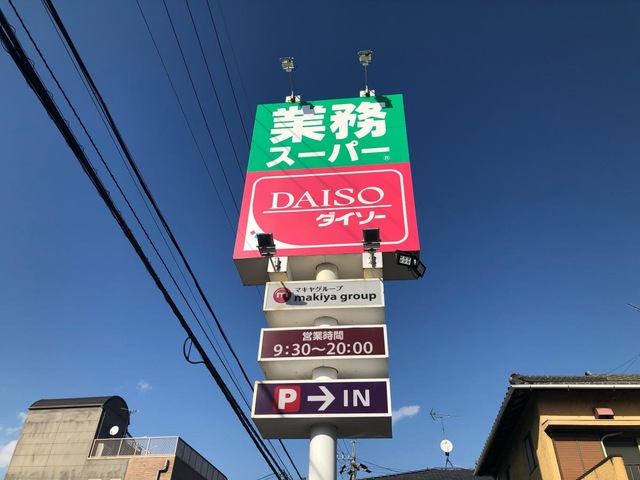 業務
スーパー®
DAISO
ダイソー
マキヤグループ
m makiya group
営業時間
9:30〜20:00
P→IN